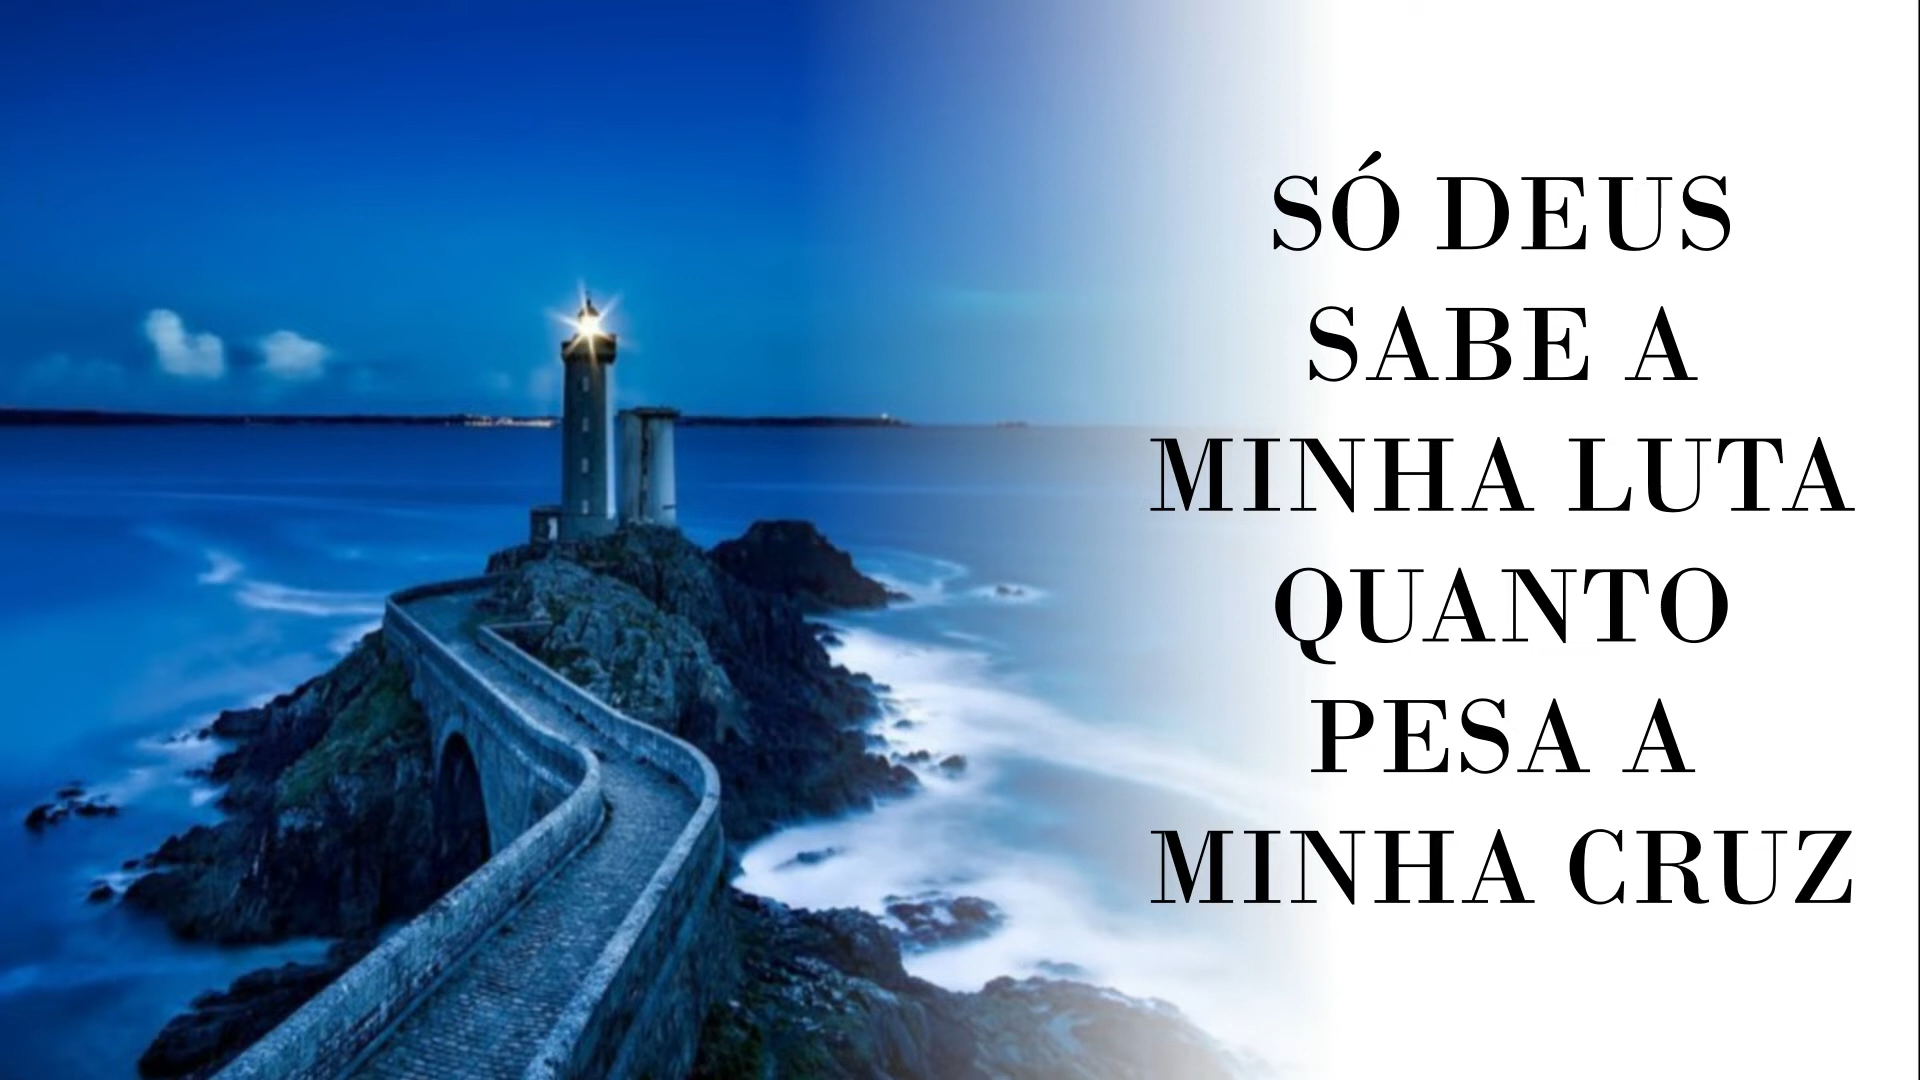 SÓ DEUS
SABE A
MINHA LUTA
QUANTO
PESA A
MINHA CRUZ